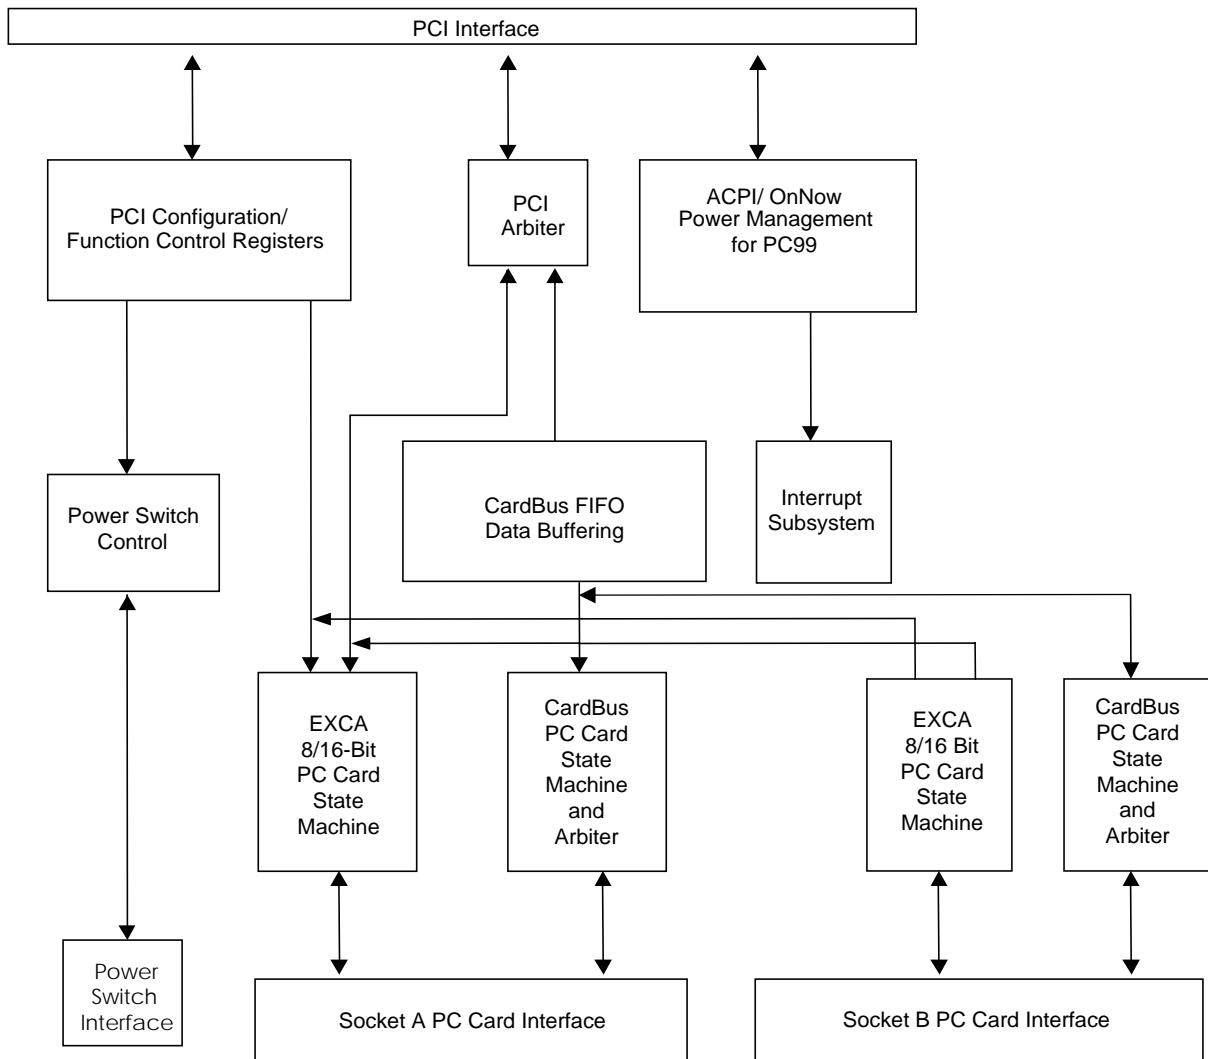 PCI Interface
PCI Configuration/
Function Control Registers
PCI
Arbiter
ACPI/ OnNow
Power Management
for PC99
Power Switch
Control
CardBus FIFO
Data Buffering
Interrupt
Subsystem
EXCA
8/16-Bit
PC Card
State
Machine
CardBus
PC Card
State
Machine
and
Arbiter
EXCA
8/16 Bit
PC Card
State
Machine
CardBus
PC Card
State
Machine
and
Arbiter
Power
Switch
Interface
Socket A PC Card Interface
Socket B PC Card Interface